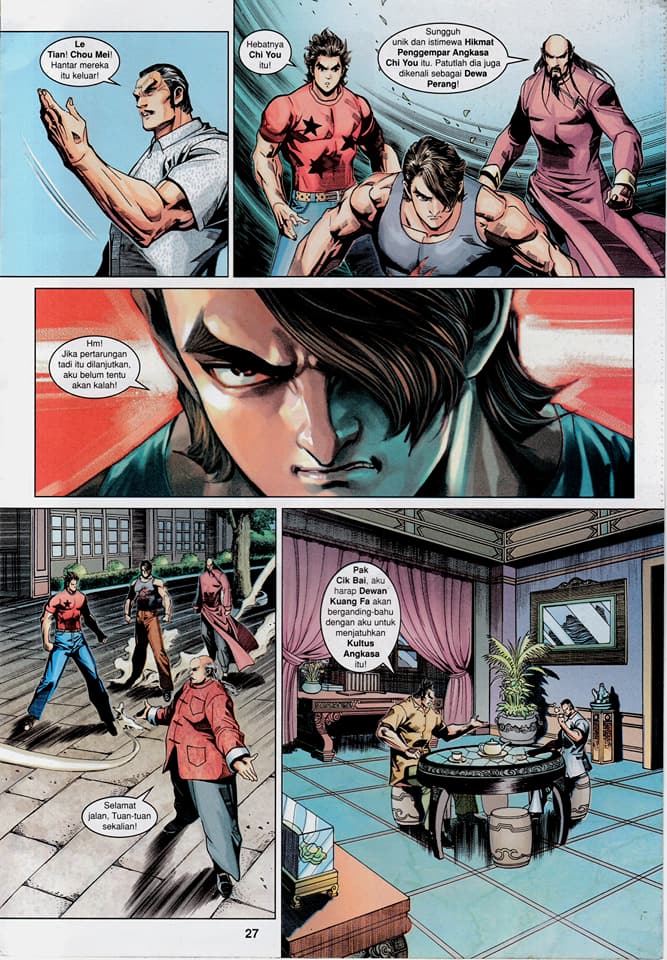 Le
Tian! Chou Mei!
Hantar mereka
itu keluar!
Hebatnya
Chi You
itu!
Sungguh
unik dan istimewa Hikmat
Penggempar Angkasa
Chi You itu. Patutlah dia juga
dikenali sebagai Dewa
Perang!
Hm!
Jika pertarungan
tadi itu dilanjutkan,
aku belum tentu
akan kalah!
Selamat
jalan, Tuan-tuan
sekalian!
Pak
Cik Bai, aku
harap Dewan
Kuang Fa akan
berganding-bahu
dengan aku untuk
menjatuhkan
Kultus
Angkasa
itu!
27